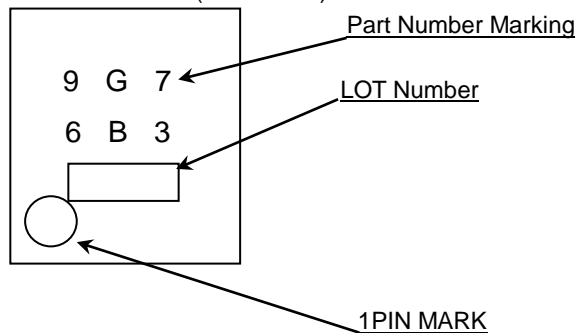 Part Number Marking
9 G 7
LOT Number
6 B 3
1PIN MARK